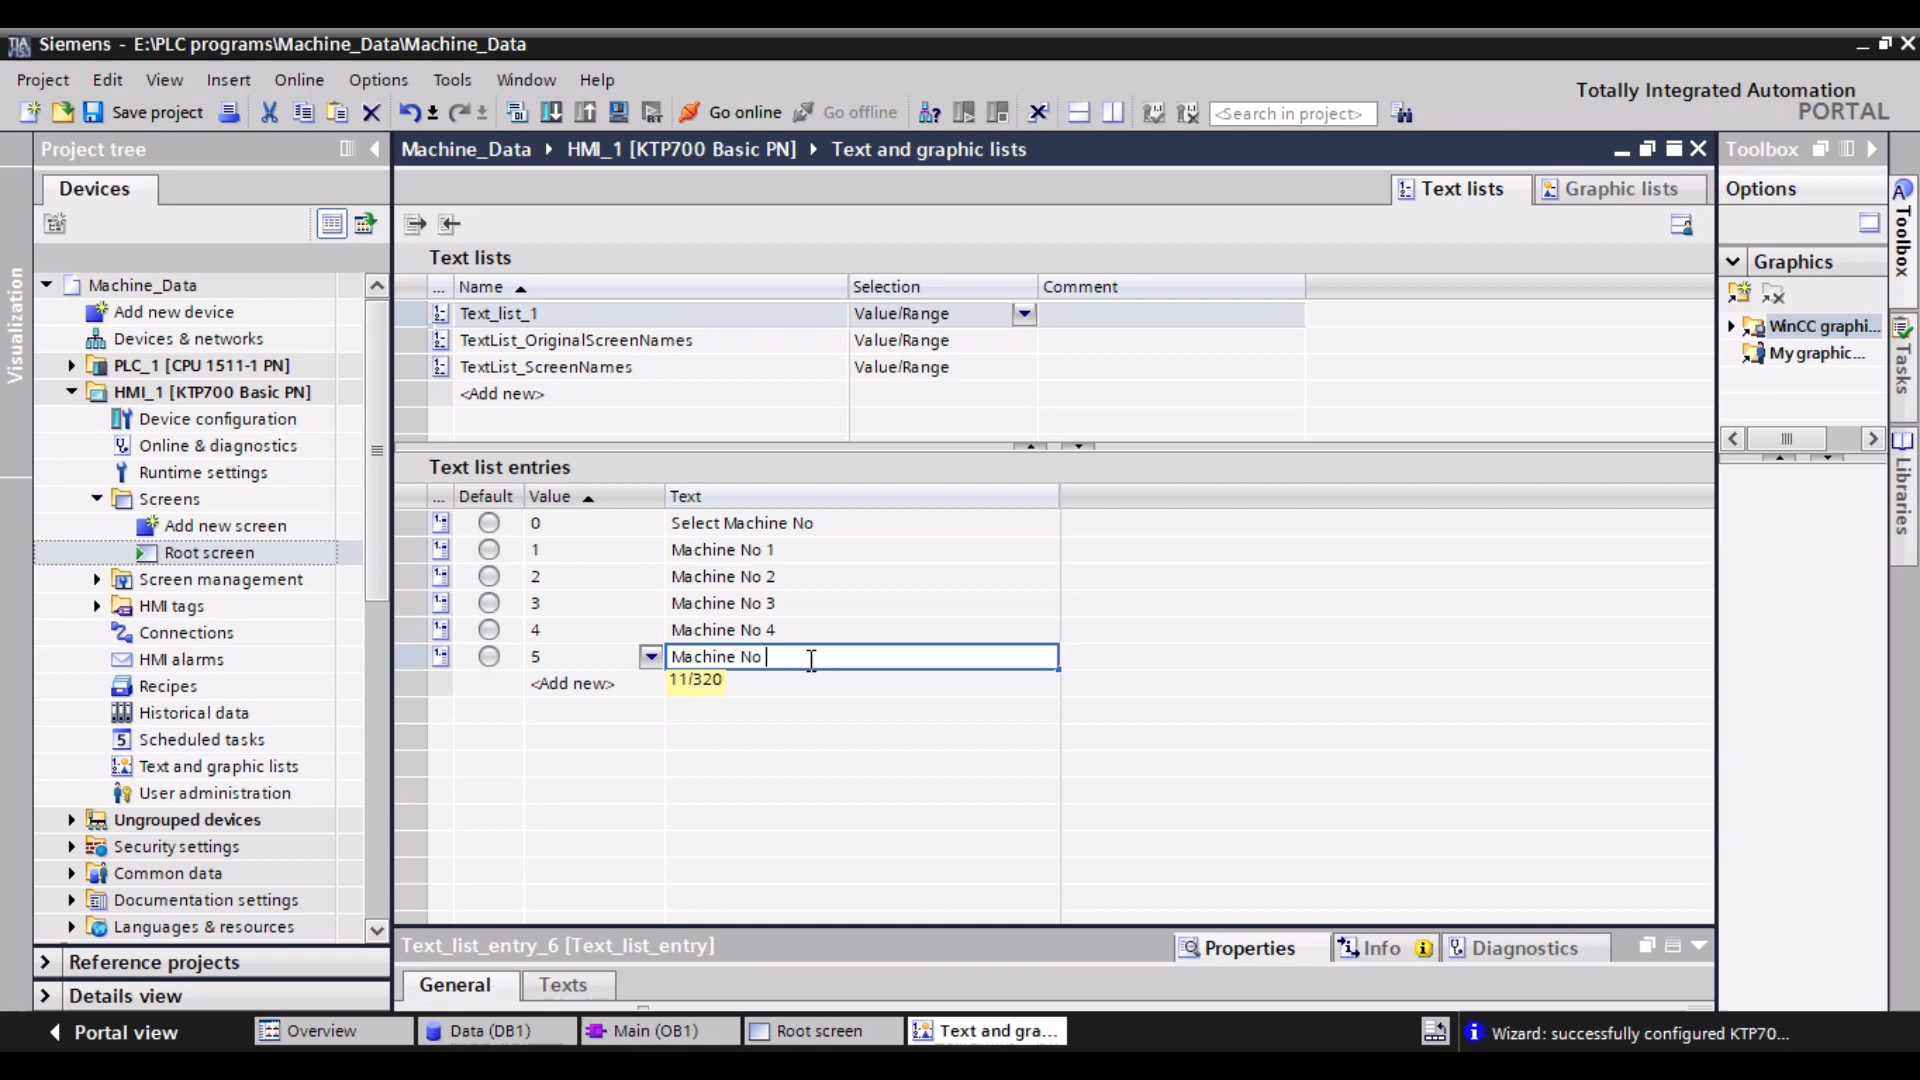 Siemens - E:\PLC programs\Machine_Data\Machine_Data
Project Edit View Insert Online Options Tools Window Help
Totally Integrated Automation
PORTAL
Save project
Go online
Go offline
<Search in project>
Project tree
Machine_Data HMI_1 [KTP700 Basic PN] Text and graphic lists
Toolbox
Devices
Text lists
Graphic lists
Options
Visualization
Toolbox
Tasks
Libraries
Machine_Data
Add new device
Devices & networks
PLC_1 [CPU 1511-1 PN]
HMI_1 [KTP700 Basic PN]
Device configuration
Online & diagnostics
Runtime settings
Screens
Add new screen
Root screen
Screen management
HMI tags
Connections
HMI alarms
Recipes
Historical data
Scheduled tasks
Text and graphic lists
User administration
Ungrouped devices
Security settings
Common data
Documentation settings
Languages & resources
Reference projects
Details view
Text lists
... Name Selection Comment
Text_list_1 Value/Range
TextList_OriginalScreenNames Value/Range
TextList_ScreenNames Value/Range
<Add new>
Text list entries
... Default Value Text
0 Select Machine No
1 Machine No 1
2 Machine No 2
3 Machine No 3
4 Machine No 4
5 Machine No
<Add new> 11/320
Graphics
WinCC graphi...
My graphic...
Text_list_entry_6 [Text_list_entry]
Properties
Info
Diagnostics
General
Texts
Portal view
Overview
Data (DB1)
Main (OB1)
Root screen
Text and gra...
Wizard: successfully configured KTP70...